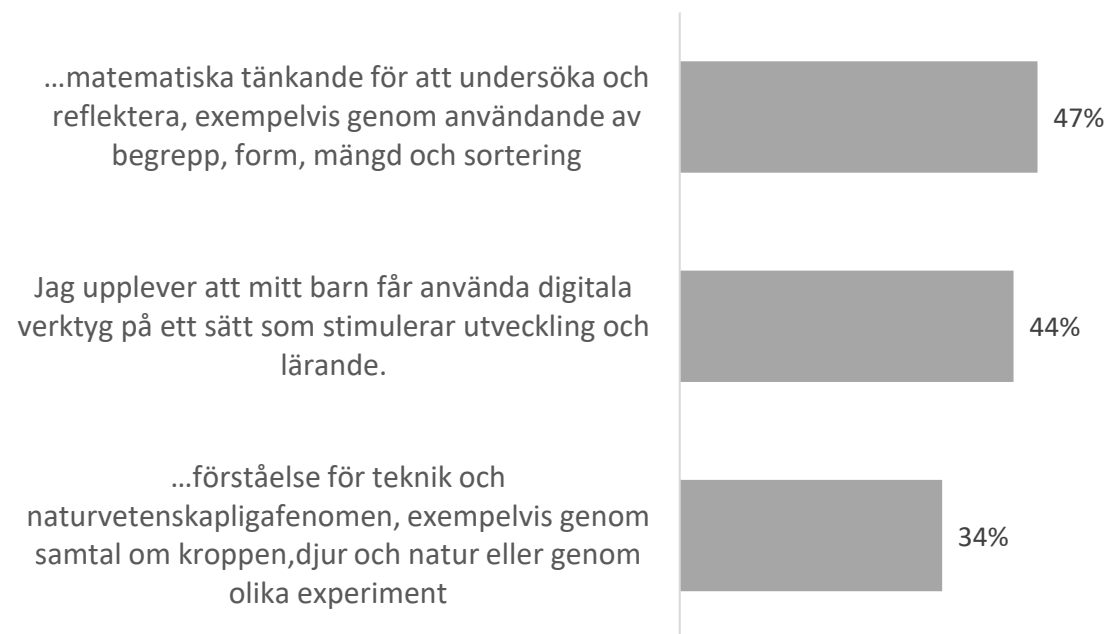 …matematiska tänkande för att undersöka och
reflektera, exempelvis genom användande av
begrepp, form, mängd och sortering
47%
Jag upplever att mitt barn får använda digitala
verktyg på ett sätt som stimulerar utveckling och
lärande.
44%
…förståelse för teknik och
naturvetenskapligafenomen, exempelvis genom
samtal om kroppen,djur och natur eller genom
olika experiment
34%